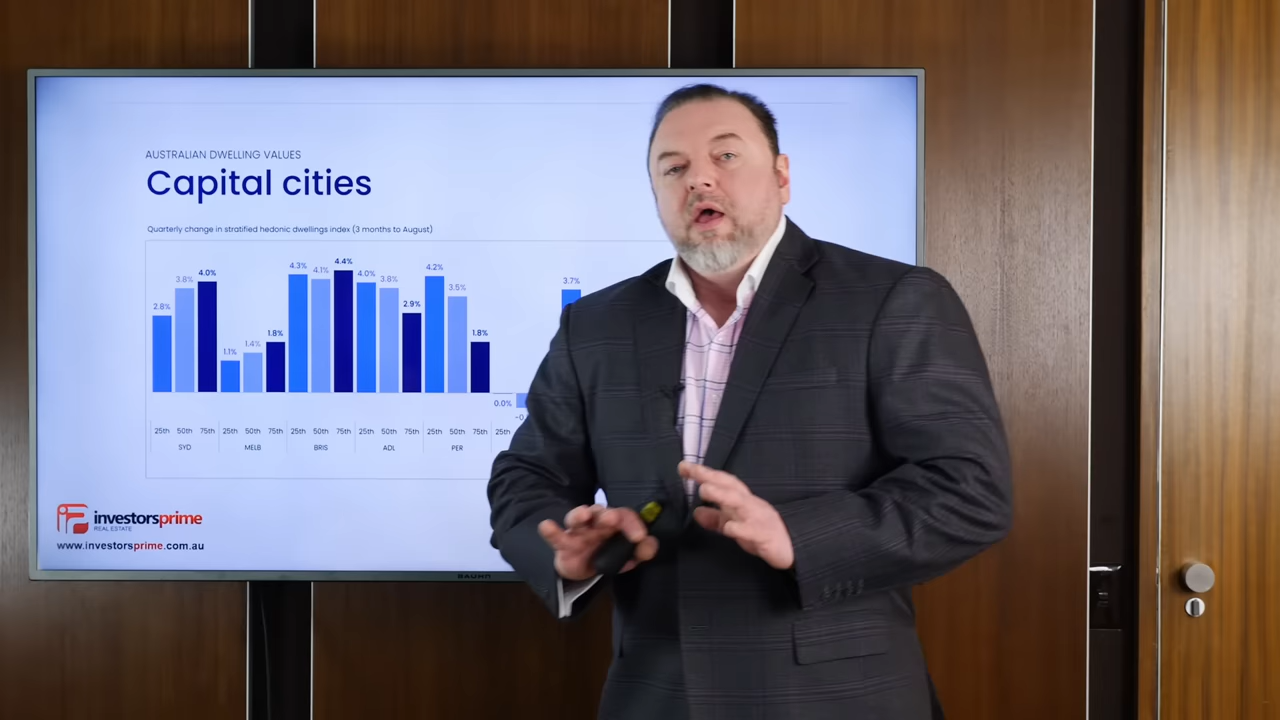 AUSTRALIAN DWELLING VALUES
Capital cities
Quarterly change in stratified hedonic dwellings index (3 months to August)
2.8% 3.8% 4.0% 1.1% 1.4% 1.8% 4.3% 4.1% 4.4% 4.0% 3.8% 2.9% 4.2% 3.5% 1.8% 0.0% -0. 3.7%
25th 50th 75th 25th 50th 75th 25th 50th 75th 25th 50th 75th 25th 50th 75th 25th
SYD MELB BRIS ADL PER
investorsprime
REAL ESTATE
www.investorsprime.com.au